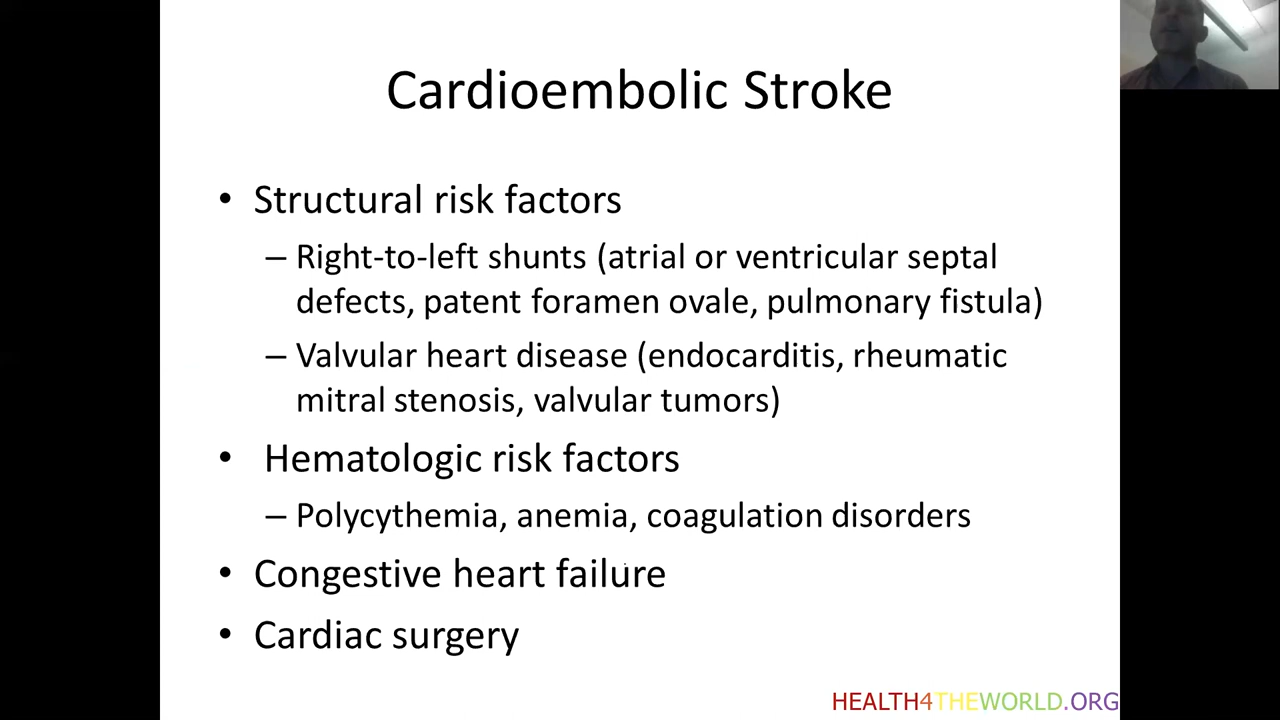 Cardioembolic Stroke
• Structural risk factors
– Right-to-left shunts (atrial or ventricular septal
defects, patent foramen ovale, pulmonary fistula)
– Valvular heart disease (endocarditis, rheumatic
mitral stenosis, valvular tumors)
• Hematologic risk factors
– Polycythemia, anemia, coagulation disorders
• Congestive heart failure
• Cardiac surgery
HEALTH4THEWORLD.ORG